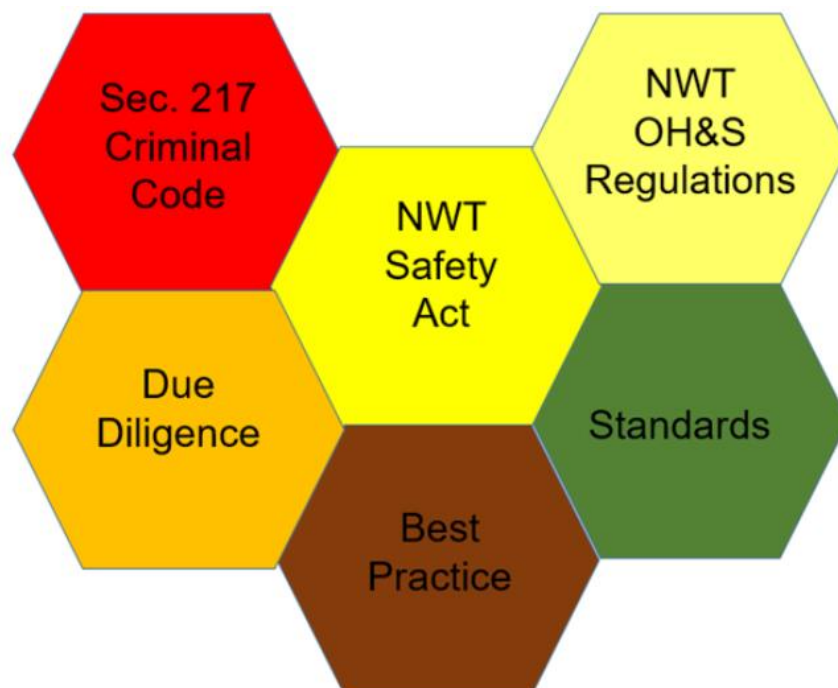 Sec. 217
Criminal
Code
NWT
OH&S
Regulations
NWT
Safety
Act
Due
Diligence
Standards
Best
Practice